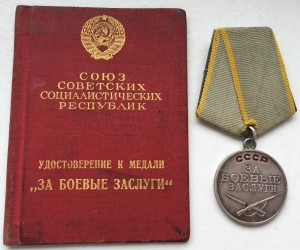 СОЮЗ
СОВЕТСКИХ
СОЦИАЛИСТИЧЕСКИХ
РЕСПУБЛИК
УДОСТОВЕРЕНИЕ К МЕДАЛИ
„ЗА БОЕВЫЕ ЗАСЛУГИ“
СССР
ЗА
БОЕВЫЕ
ЗАСЛУГИ